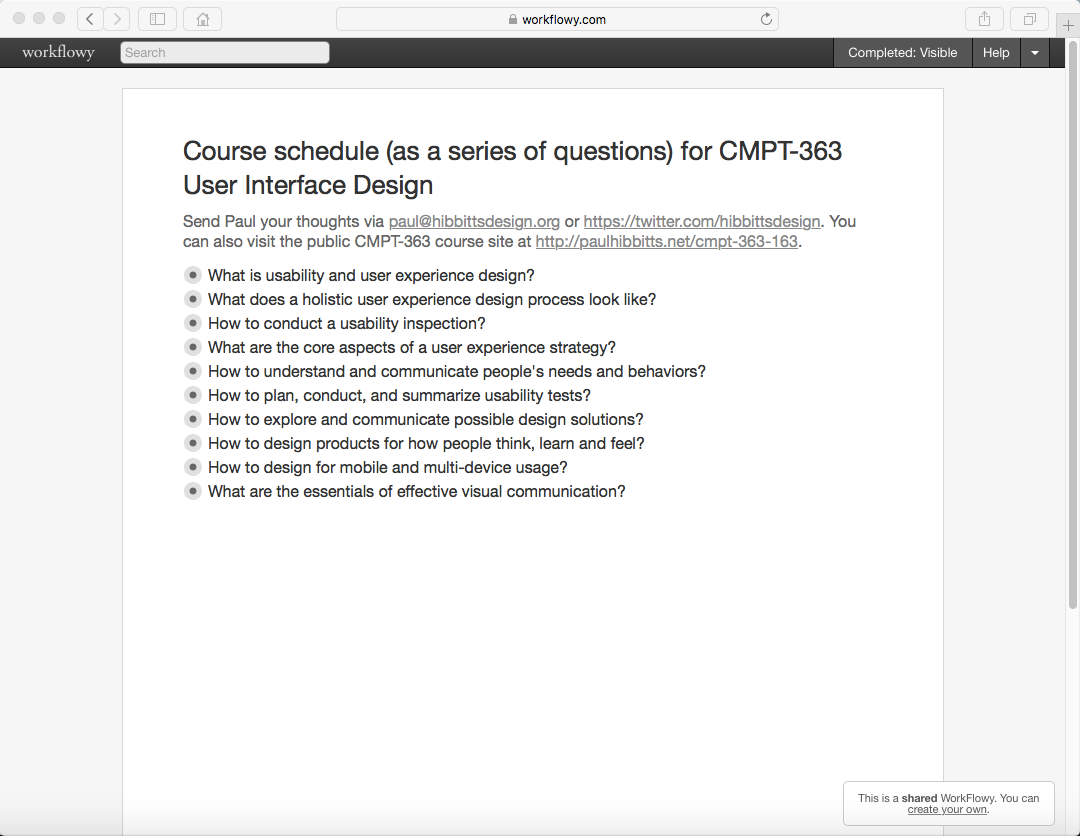 workflowy.com
workflowy
Search
Completed: Visible
Help
Course schedule (as a series of questions) for CMPT-363
User Interface Design
Send Paul your thoughts via paul@hibbittsdesign.org or https://twitter.com/hibbittsdesign. You
can also visit the public CMPT-363 course site at http://paulhibbitts.net/cmpt-363-163.
What is usability and user experience design?
What does a holistic user experience design process look like?
How to conduct a usability inspection?
What are the core aspects of a user experience strategy?
How to understand and communicate people's needs and behaviors?
How to plan, conduct, and summarize usability tests?
How to explore and communicate possible design solutions?
How to design products for how people think, learn and feel?
How to design for mobile and multi-device usage?
What are the essentials of effective visual communication?
This is a shared WorkFlowy. You can
create your own.